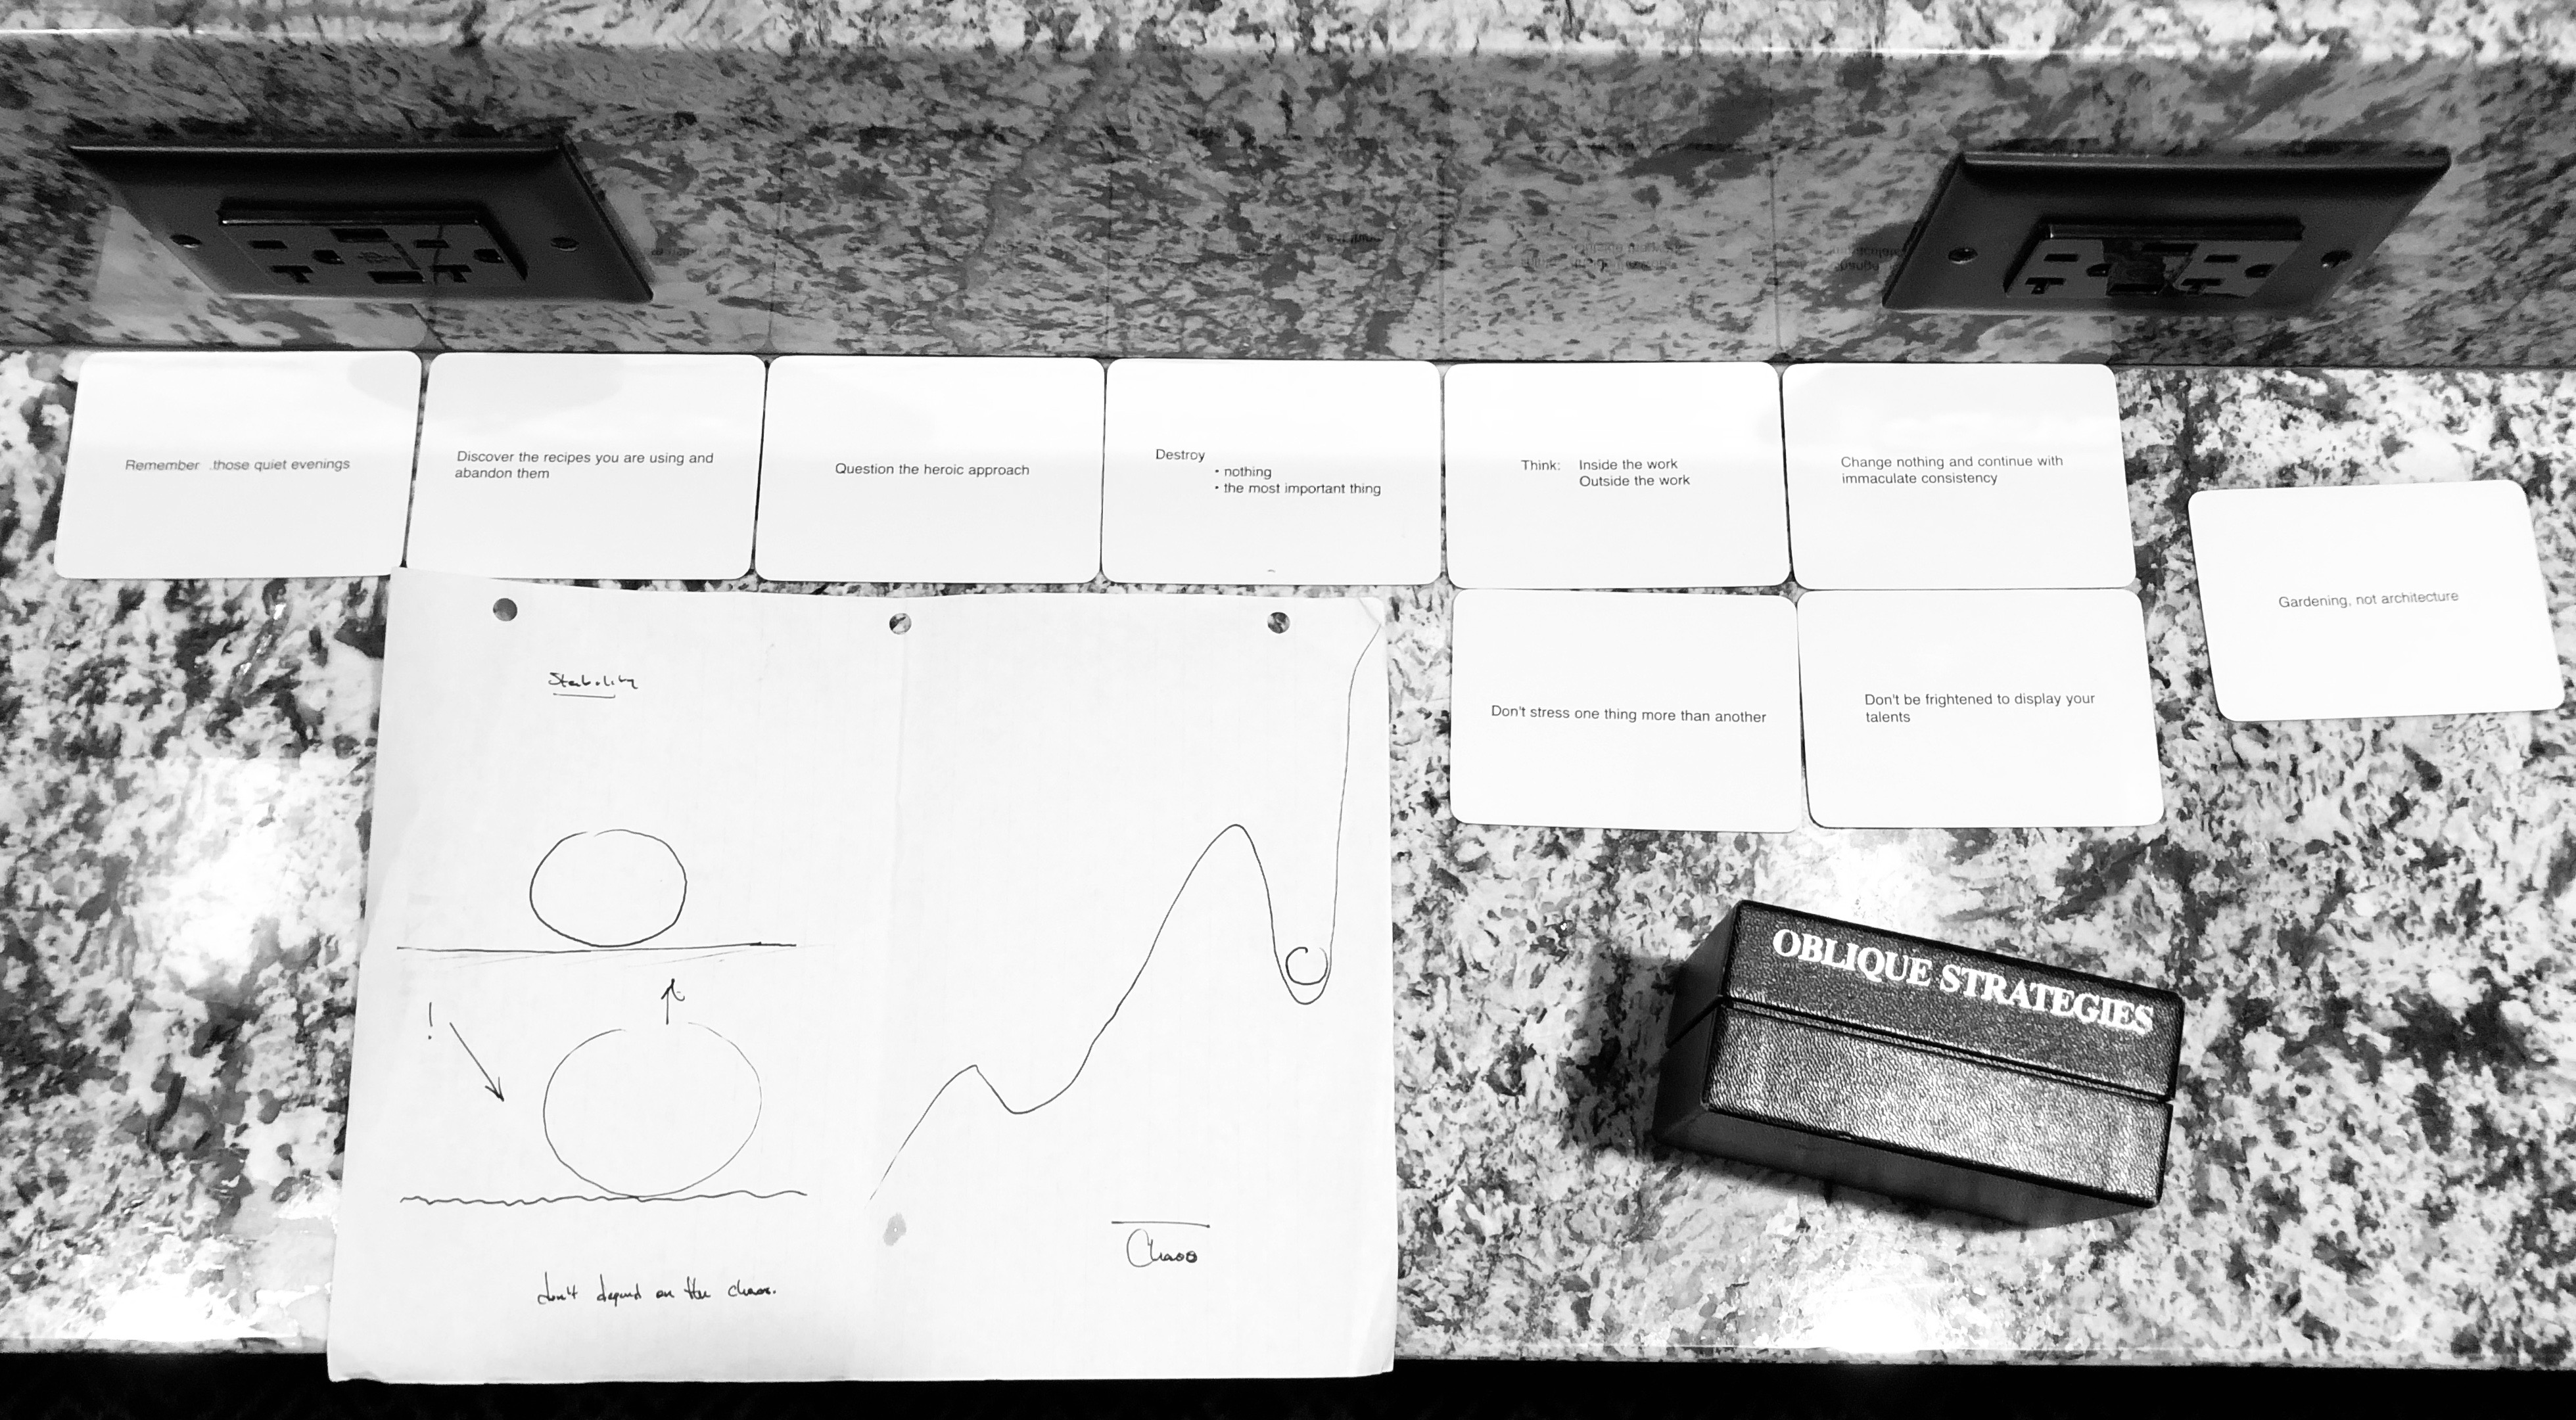 Remember .those quiet evenings
Discover the recipes you are using and
abandon them
Question the heroic approach
Destroy
• nothing
• the most important thing
Think: Inside the work
Outside the work
Change nothing and continue with
immaculate consistency
Gardening, not architecture
Don't stress one thing more than another
Don't be frightened to display your
talents
Stability
!
Chaos
don't depend on the chaos.
OBLIQUE STRATEGIES